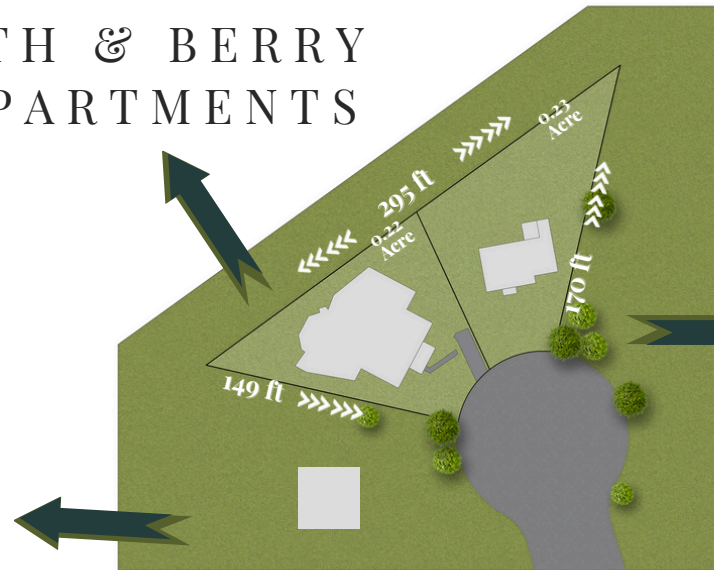 TH & BERRY
PARTMENTS
0.23
Acre
295 ft
0.22
Acre
170 ft
149 ft